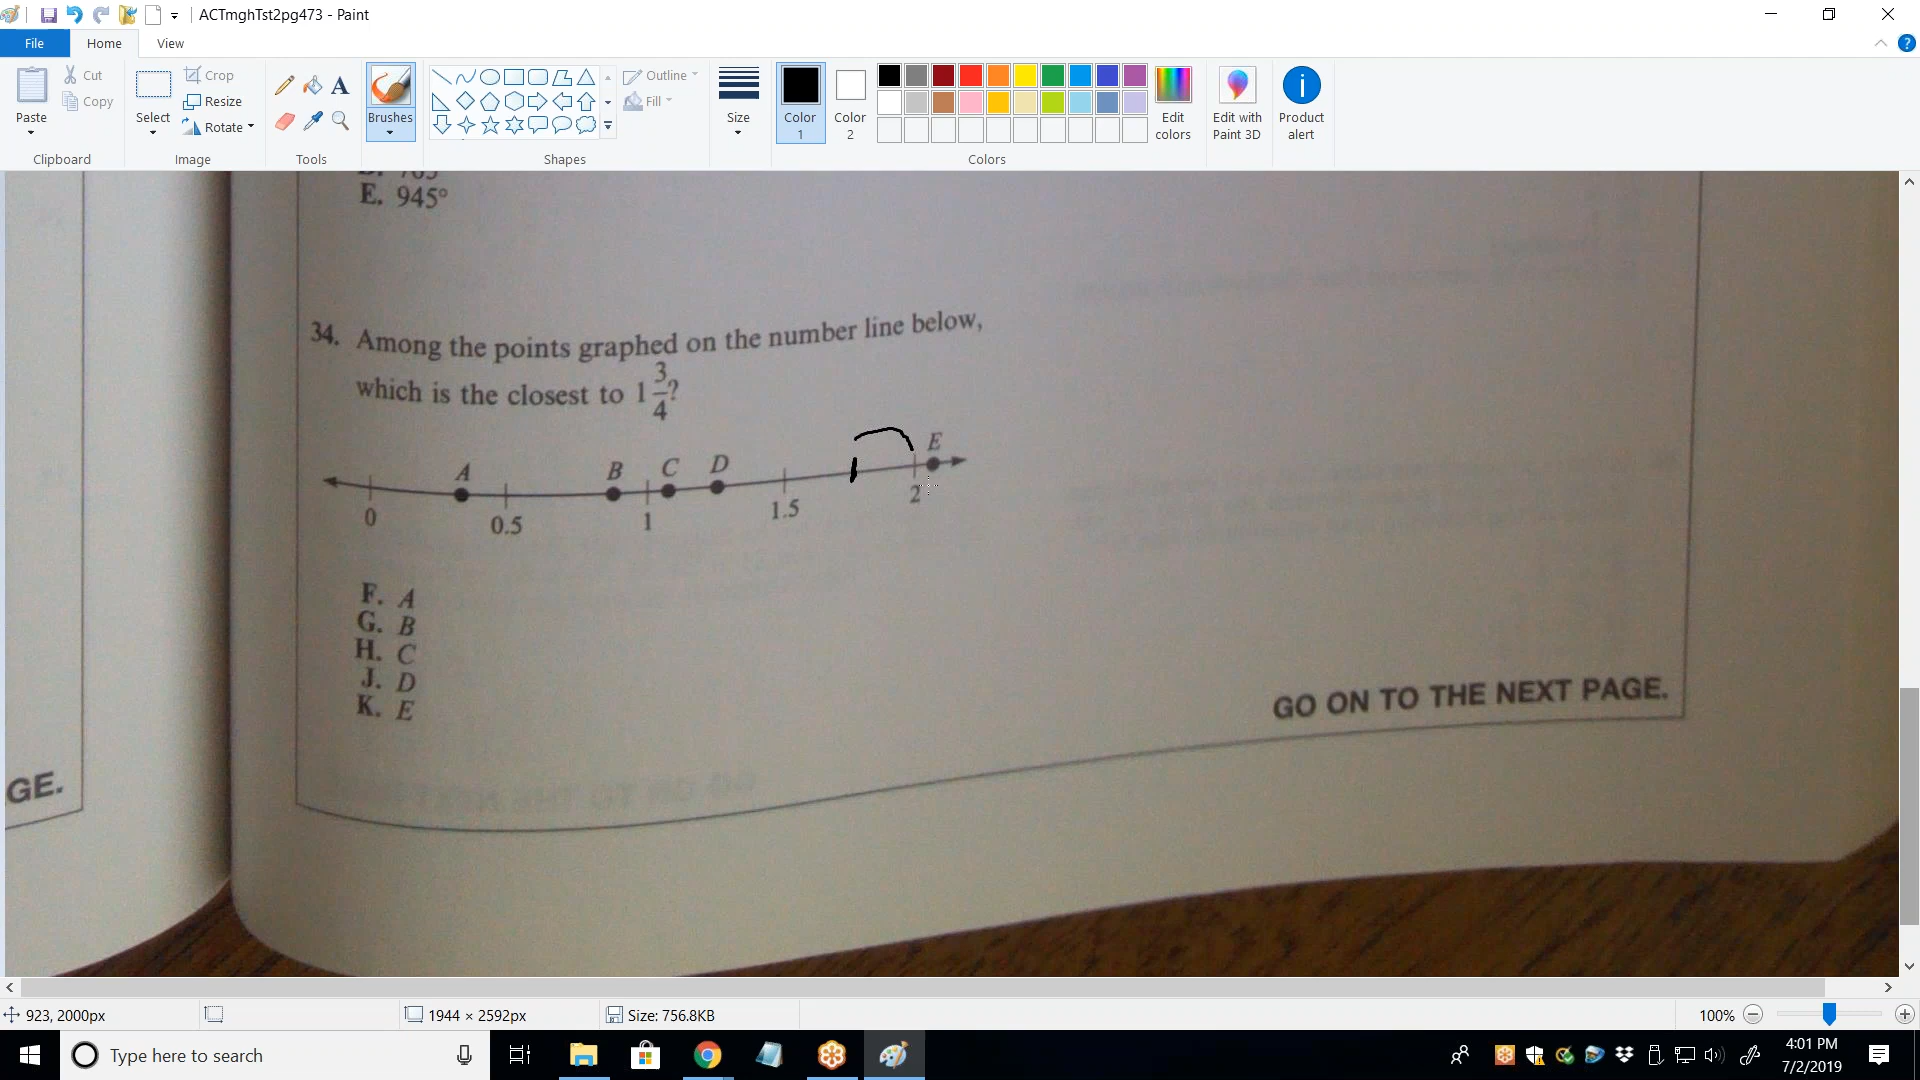 ACTmghTst2pg473 - Paint
File Home View
Paste Cut Copy Select Crop Resize Rotate Brushes Outline Fill Size Color 1 Color 2 Edit colors Edit with Paint 3D Product alert
Clipboard Image Tools Shapes Colors
E. 945°
34. Among the points graphed on the number line below,
which is the closest to 1 3/4?
A B C D E
0 0.5 1 1.5 2
F. A
G. B
H. C
J. D
K. E
GO ON TO THE NEXT PAGE.
GE.
923, 2000px 1944 × 2592px Size: 756.8KB 100%
Type here to search
4:01 PM
7/2/2019